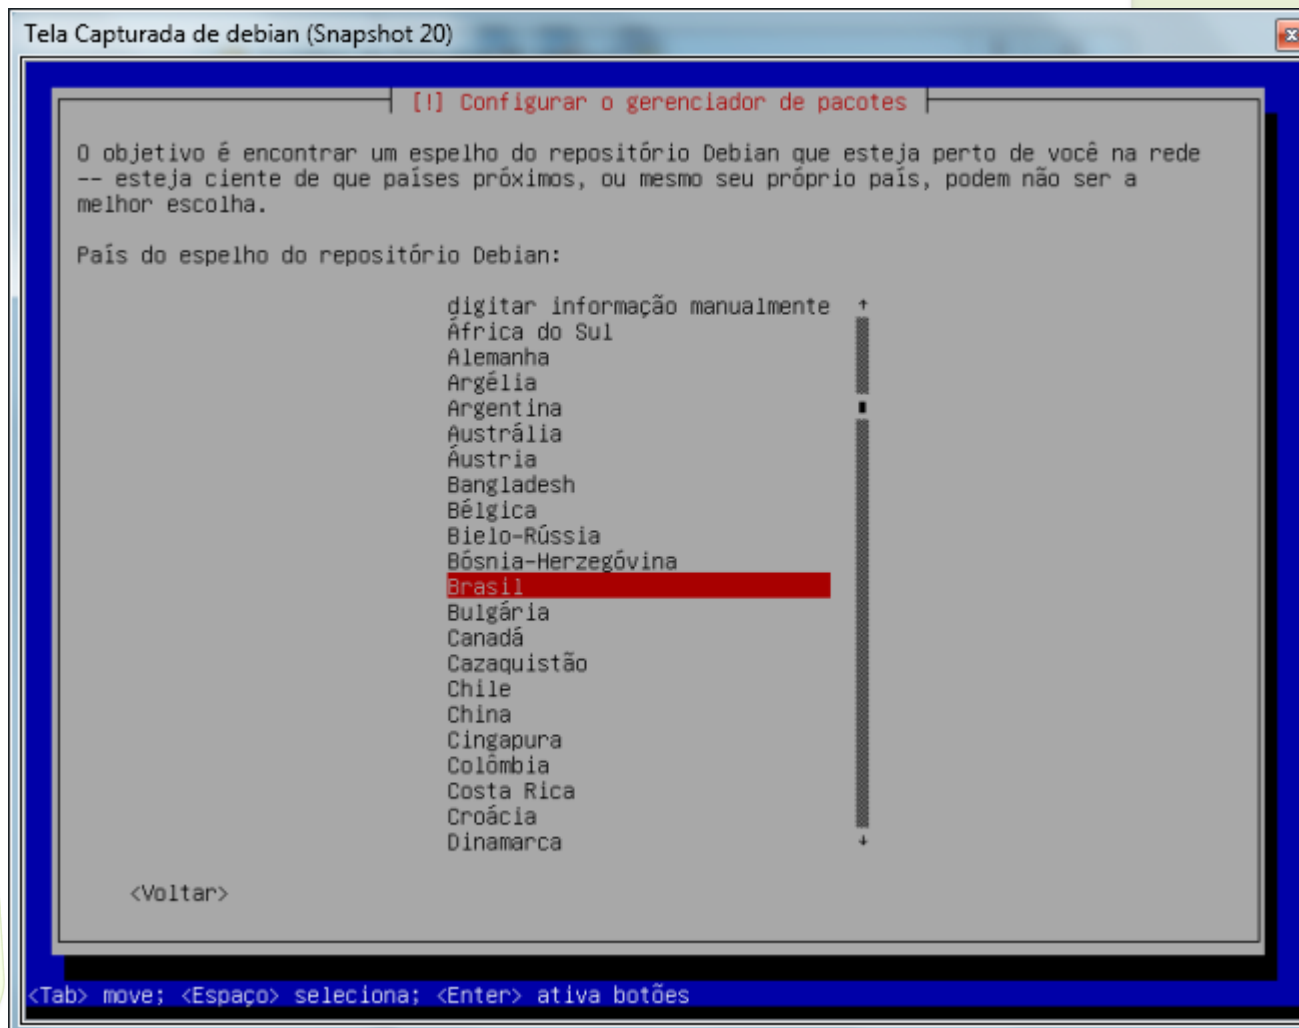 Tela Capturada de debian (Snapshot 20)
[!] Configurar o gerenciador de pacotes
O objetivo é encontrar um espelho do repositório Debian que esteja perto de você na rede
-- esteja ciente de que países próximos, ou mesmo seu próprio país, podem não ser a
melhor escolha.
País do espelho do repositório Debian:
digitar informação manualmente
África do Sul
Alemanha
Argélia
Argentina
Austrália
Áustria
Bangladesh
Bélgica
Bielo-Rússia
Bósnia-Herzegóvina
Brasil
Bulgária
Canadá
Cazaquistão
Chile
China
Cingapura
Colômbia
Costa Rica
Croácia
Dinamarca
<Voltar>
<Tab> move; <Espaço> seleciona; <Enter> ativa botões